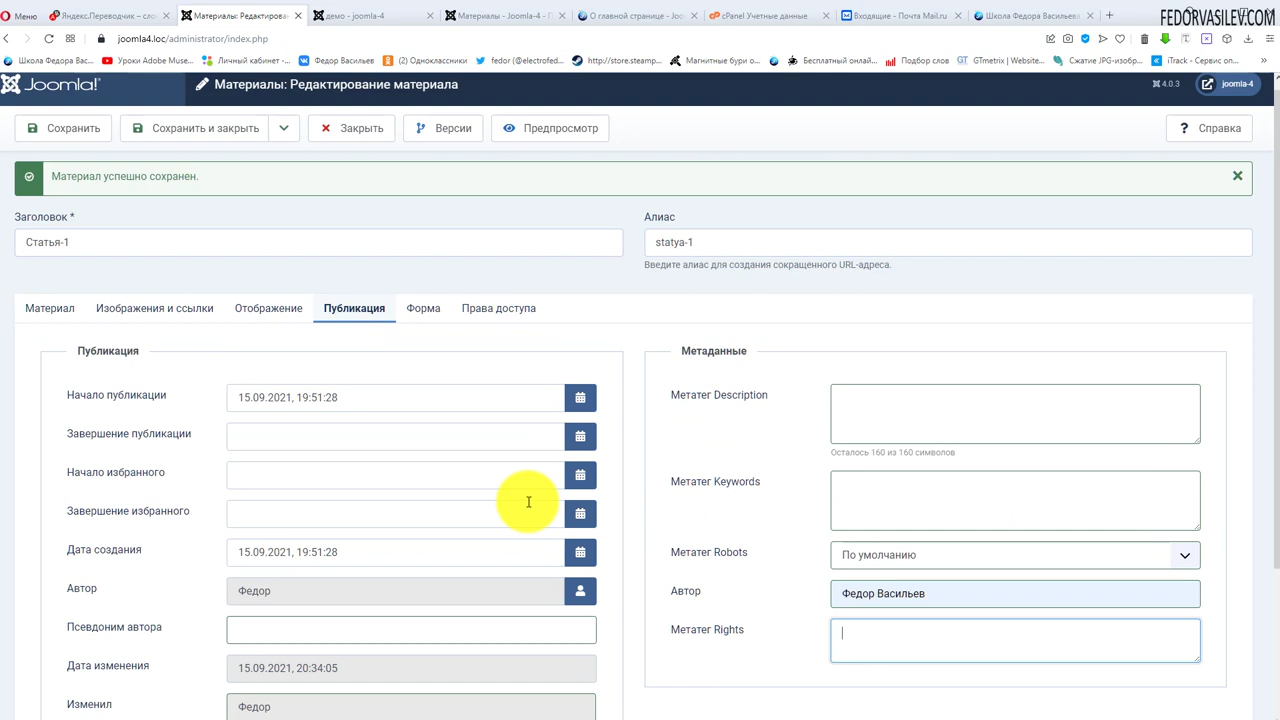 Меню
Яндекс.Переводчик – сло
Материалы: Редактирован
демо - joomla-4
Материалы - Joomla-4 - П
О главной странице - Joo
cPanel Учетные данные
Входящие - Почта Mail.ru
Школа Федора Васильева
FEDORVASILEV.COM
joomla4.loc/administrator/index.php
Школа Федора Васил...
Уроки Adobe Muse...
Личный кабинет -...
Федор Васильев
(2) Одноклассники
fedor (@electrofed...
http://store.steamp...
Магнитные бури о...
Бесплатный онлай...
Подбор слов
GTmetrix | Website...
Сжатие JPG-изобр...
iTrack - Сервис оп...
Joomla!
Материалы: Редактирование материала
4.0.3
joomla-4
Сохранить
Сохранить и закрыть
Закрыть
Версии
Предпросмотр
Справка
Материал успешно сохранен.
Заголовок *
Алиас
Статья-1
statya-1
Введите алиас для создания сокращенного URL-адреса.
Материал
Изображения и ссылки
Отображение
Публикация
Форма
Права доступа
Публикация
Начало публикации
15.09.2021, 19:51:28
Завершение публикации
Начало избранного
Завершение избранного
Дата создания
15.09.2021, 19:51:28
Автор
Федор
Псевдоним автора
Дата изменения
15.09.2021, 20:34:05
Изменил
Федор
Метаданные
Метатег Description
Осталось 160 из 160 символов
Метатег Keywords
Метатег Robots
По умолчанию
Автор
Федор Васильев
Метатег Rights